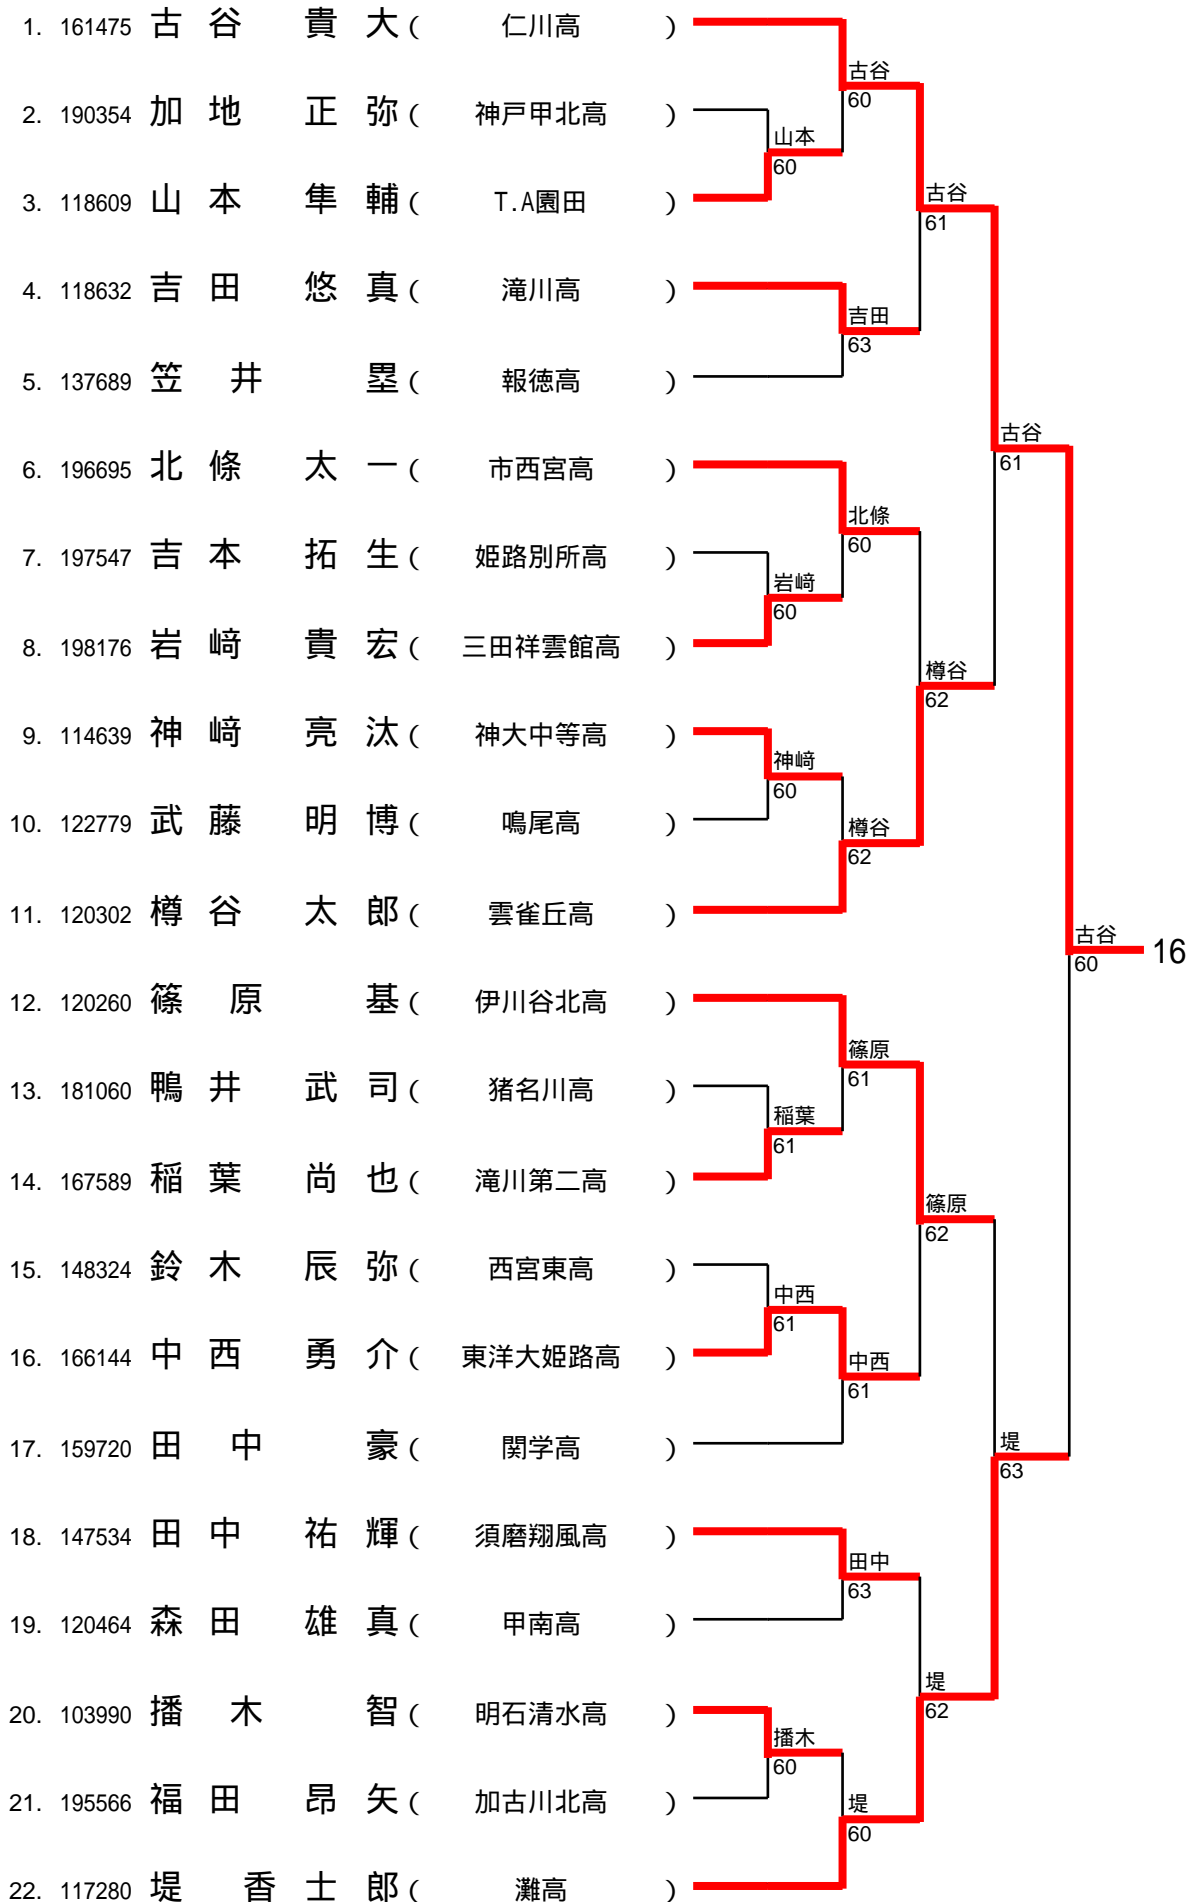 1. 161475 古谷 貴大 ( 仁川高 )
古谷
60
2. 190354 加地 正弥 ( 神戸甲北高 )
山本
60
3. 118609 山本 隼輔 ( T.A園田 )
古谷
61
4. 118632 吉田 悠真 ( 滝川高 )
吉田
63
5. 137689 笠井 塁 ( 報徳高 )
古谷
61
6. 196695 北條 太一 ( 市西宮高 )
北條
60
7. 197547 吉本 拓生 ( 姫路別所高 )
岩﨑
60
8. 198176 岩﨑 貴宏 ( 三田祥雲館高 )
樽谷
62
9. 114639 神﨑 亮汰 ( 神大中等高 )
神﨑
60
10. 122779 武藤 明博 ( 鳴尾高 )
樽谷
62
11. 120302 樽谷 太郎 ( 雲雀丘高 )
古谷
60
16
12. 120260 篠原 基 ( 伊川谷北高 )
篠原
61
13. 181060 鴨井 武司 ( 猪名川高 )
稲葉
61
14. 167589 稲葉 尚也 ( 滝川第二高 )
篠原
62
15. 148324 鈴木 辰弥 ( 西宮東高 )
中西
61
16. 166144 中西 勇介 ( 東洋大姫路高 )
中西
61
17. 159720 田中 豪 ( 関学高 )
堤
63
18. 147534 田中 祐輝 ( 須磨翔風高 )
田中
63
19. 120464 森田 雄真 ( 甲南高 )
堤
62
20. 103990 播木 智 ( 明石清水高 )
播木
60
21. 195566 福田 昂矢 ( 加古川北高 )
堤
60
22. 117280 堤 香士郎 ( 灘高 )